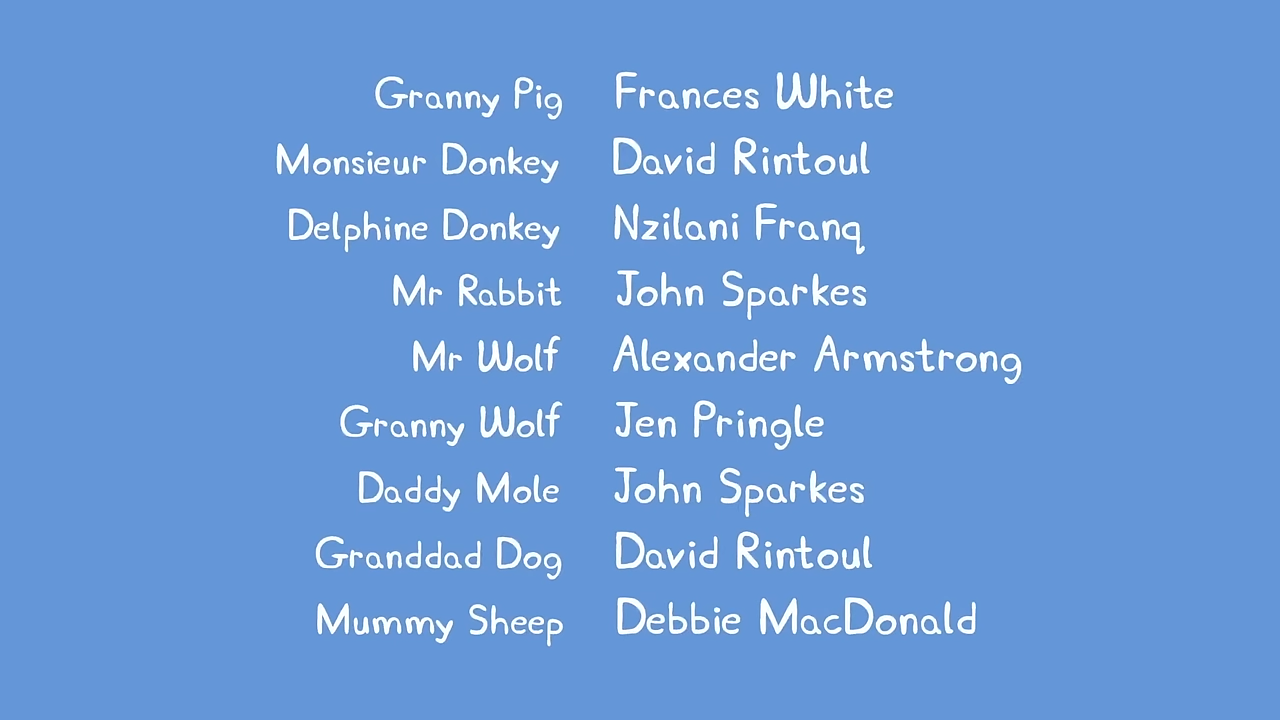 Granny Pig Frances White
Monsieur Donkey David Rintoul
Delphine Donkey Nzilani Franq
Mr Rabbit John Sparkes
Mr Wolf Alexander Armstrong
Granny Wolf Jen Pringle
Daddy Mole John Sparkes
Granddad Dog David Rintoul
Mummy Sheep Debbie MacDonald